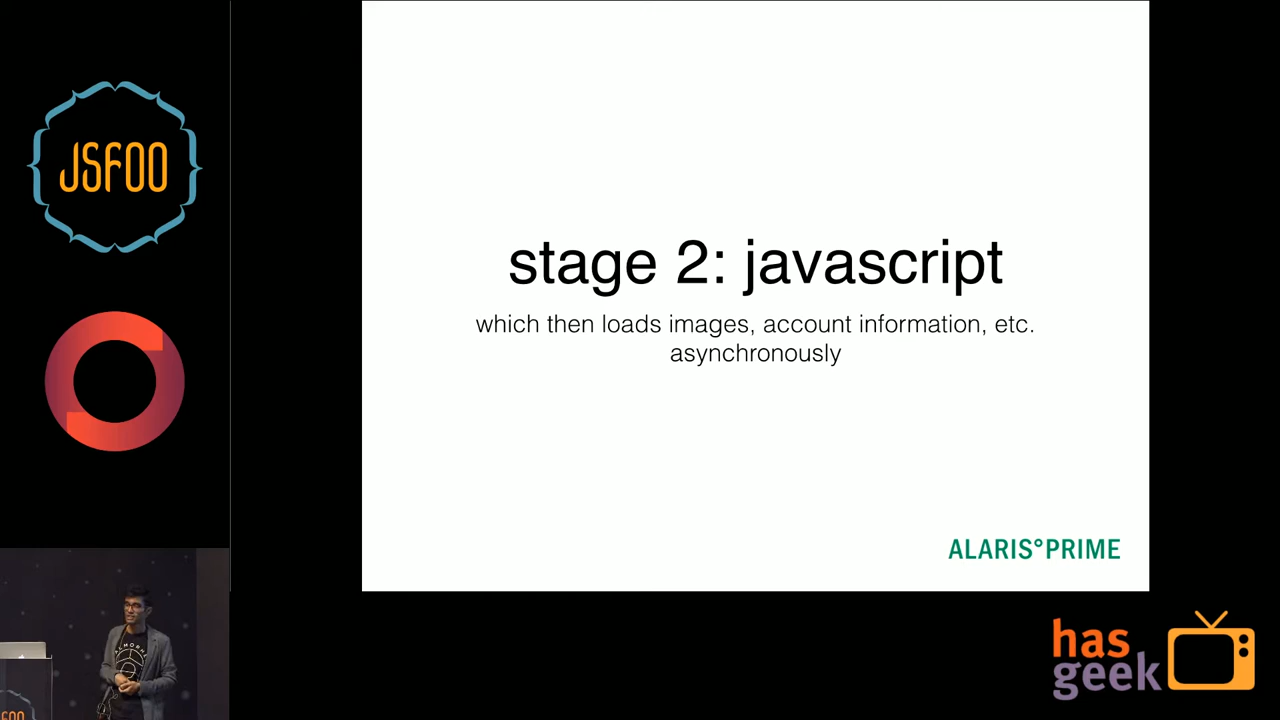 JSFOO
stage 2: javascript
which then loads images, account information, etc.
asynchronously
ALARIS°PRIME
has
geek